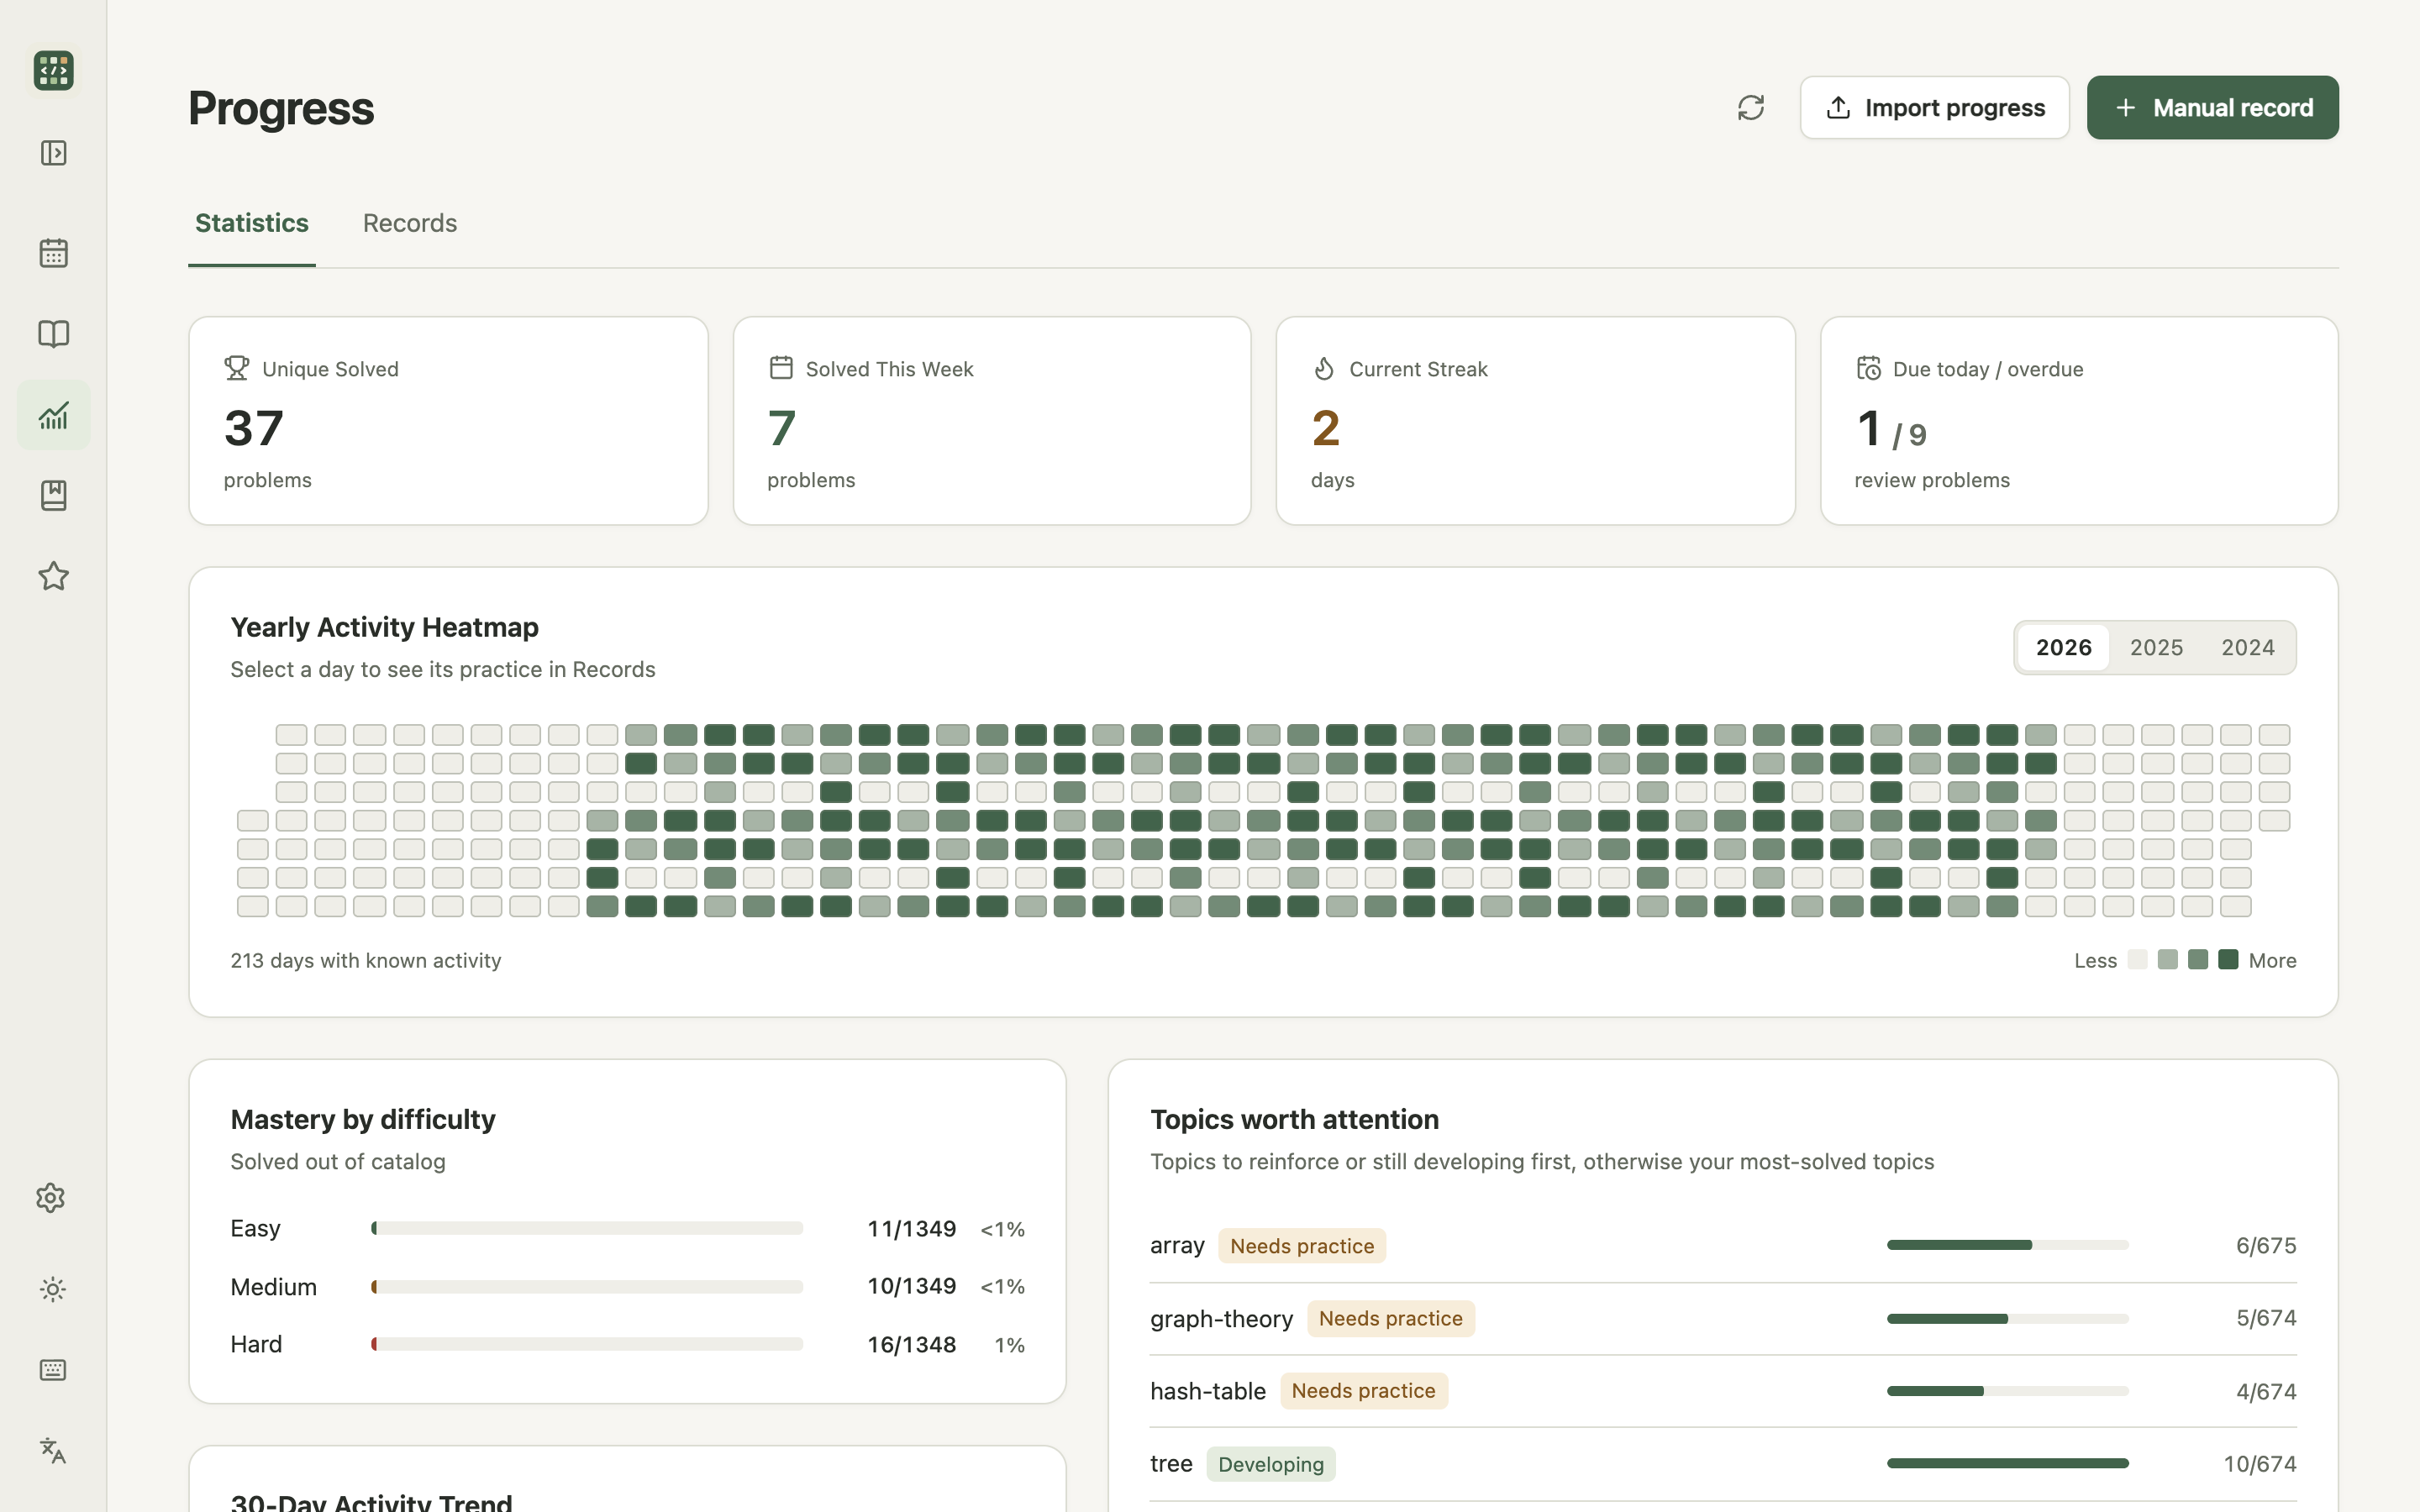 Progress
Import progress
Manual record
Statistics
Records
Unique Solved
37
problems
Solved This Week
7
problems
Current Streak
2
days
Due today / overdue
1 / 9
review problems
Yearly Activity Heatmap
Select a day to see its practice in Records
2026
2025
2024
213 days with known activity
Less
More
Mastery by difficulty
Solved out of catalog
Easy 11/1349 <1%
Medium 10/1349 <1%
Hard 16/1348 1%
30-Day Activity Trend
Topics worth attention
Topics to reinforce or still developing first, otherwise your most-solved topics
array Needs practice 6/675
graph-theory Needs practice 5/674
hash-table Needs practice 4/674
tree Developing 10/674